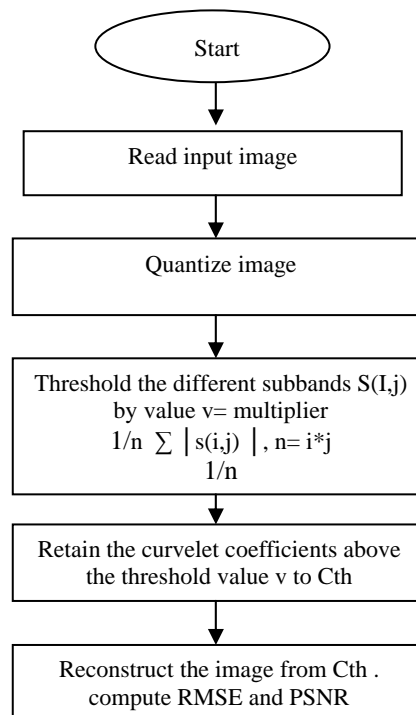 Start
Read input image
Quantize image
Threshold the different subbands S(I,j)
by value v= multiplier
1/n ∑ | s(i,j) | , n= i*j
1/n
Retain the curvelet coefficients above
the threshold value v to Cth
Reconstruct the image from Cth .
compute RMSE and PSNR